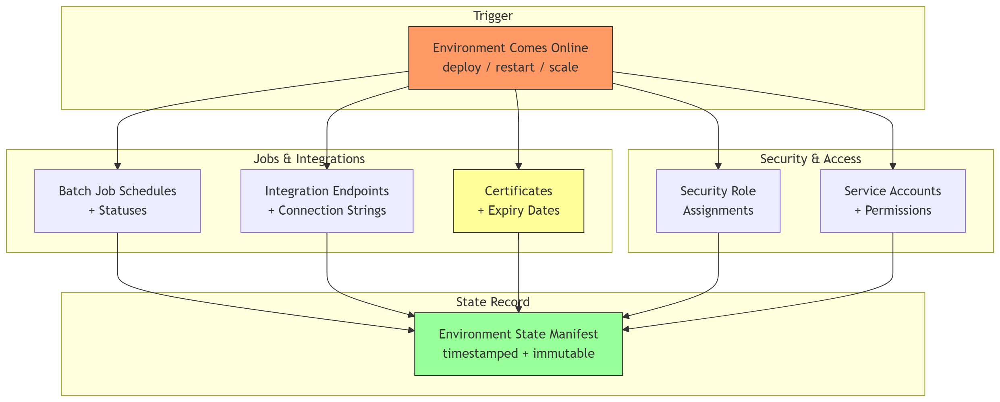 Trigger
Environment Comes Online
deploy / restart / scale
Jobs & Integrations
Batch Job Schedules
+ Statuses
Integration Endpoints
+ Connection Strings
Certificates
+ Expiry Dates
Security & Access
Security Role
Assignments
Service Accounts
+ Permissions
State Record
Environment State Manifest
timestamped + immutable